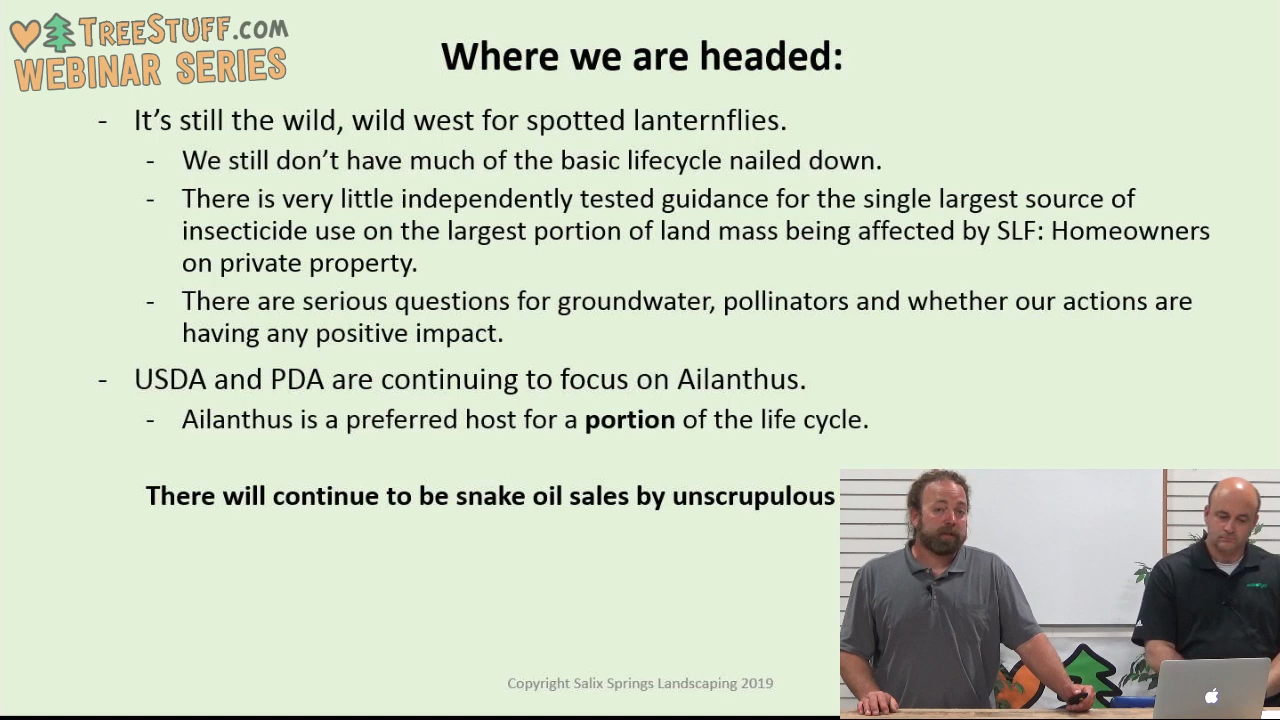 TREESTUFF.COM
WEBINAR SERIES
Where we are headed:
- It's still the wild, wild west for spotted lanternflies.
- We still don't have much of the basic lifecycle nailed down.
- There is very little independently tested guidance for the single largest source of
insecticide use on the largest portion of land mass being affected by SLF: Homeowners
on private property.
- There are serious questions for groundwater, pollinators and whether our actions are
having any positive impact.
- USDA and PDA are continuing to focus on Ailanthus.
- Ailanthus is a preferred host for a portion of the life cycle.
There will continue to be snake oil sales by unscrupulous
Copyright Salix Springs Landscaping 2019